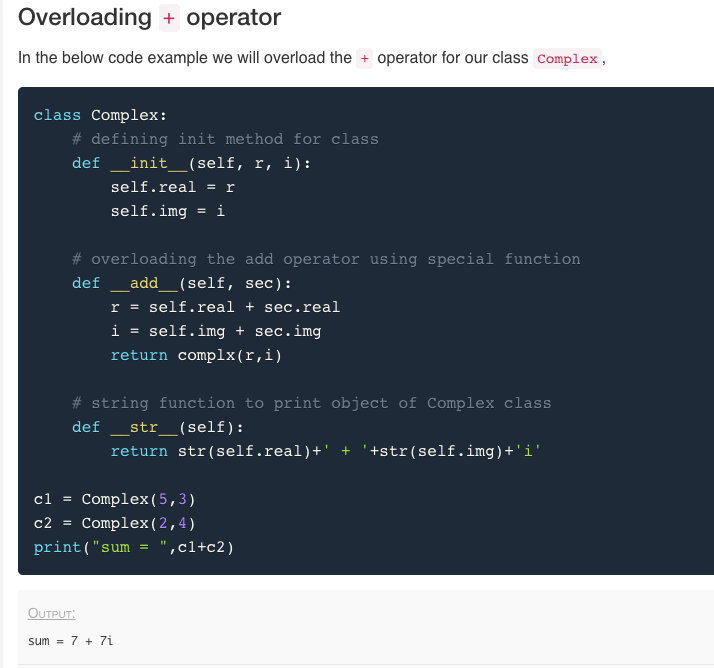 Overloading + operator
In the below code example we will overload the + operator for our class Complex ,
class Complex:
    # defining init method for class
    def __init__(self, r, i):
        self.real = r
        self.img = i

    # overloading the add operator using special function
    def __add__(self, sec):
        r = self.real + sec.real
        i = self.img + sec.img
        return complx(r,i)

    # string function to print object of Complex class
    def __str__(self):
        return str(self.real)+' + '+str(self.img)+'i'

c1 = Complex(5,3)
c2 = Complex(2,4)
print("sum = ",c1+c2)
OUTPUT:
sum = 7 + 7i